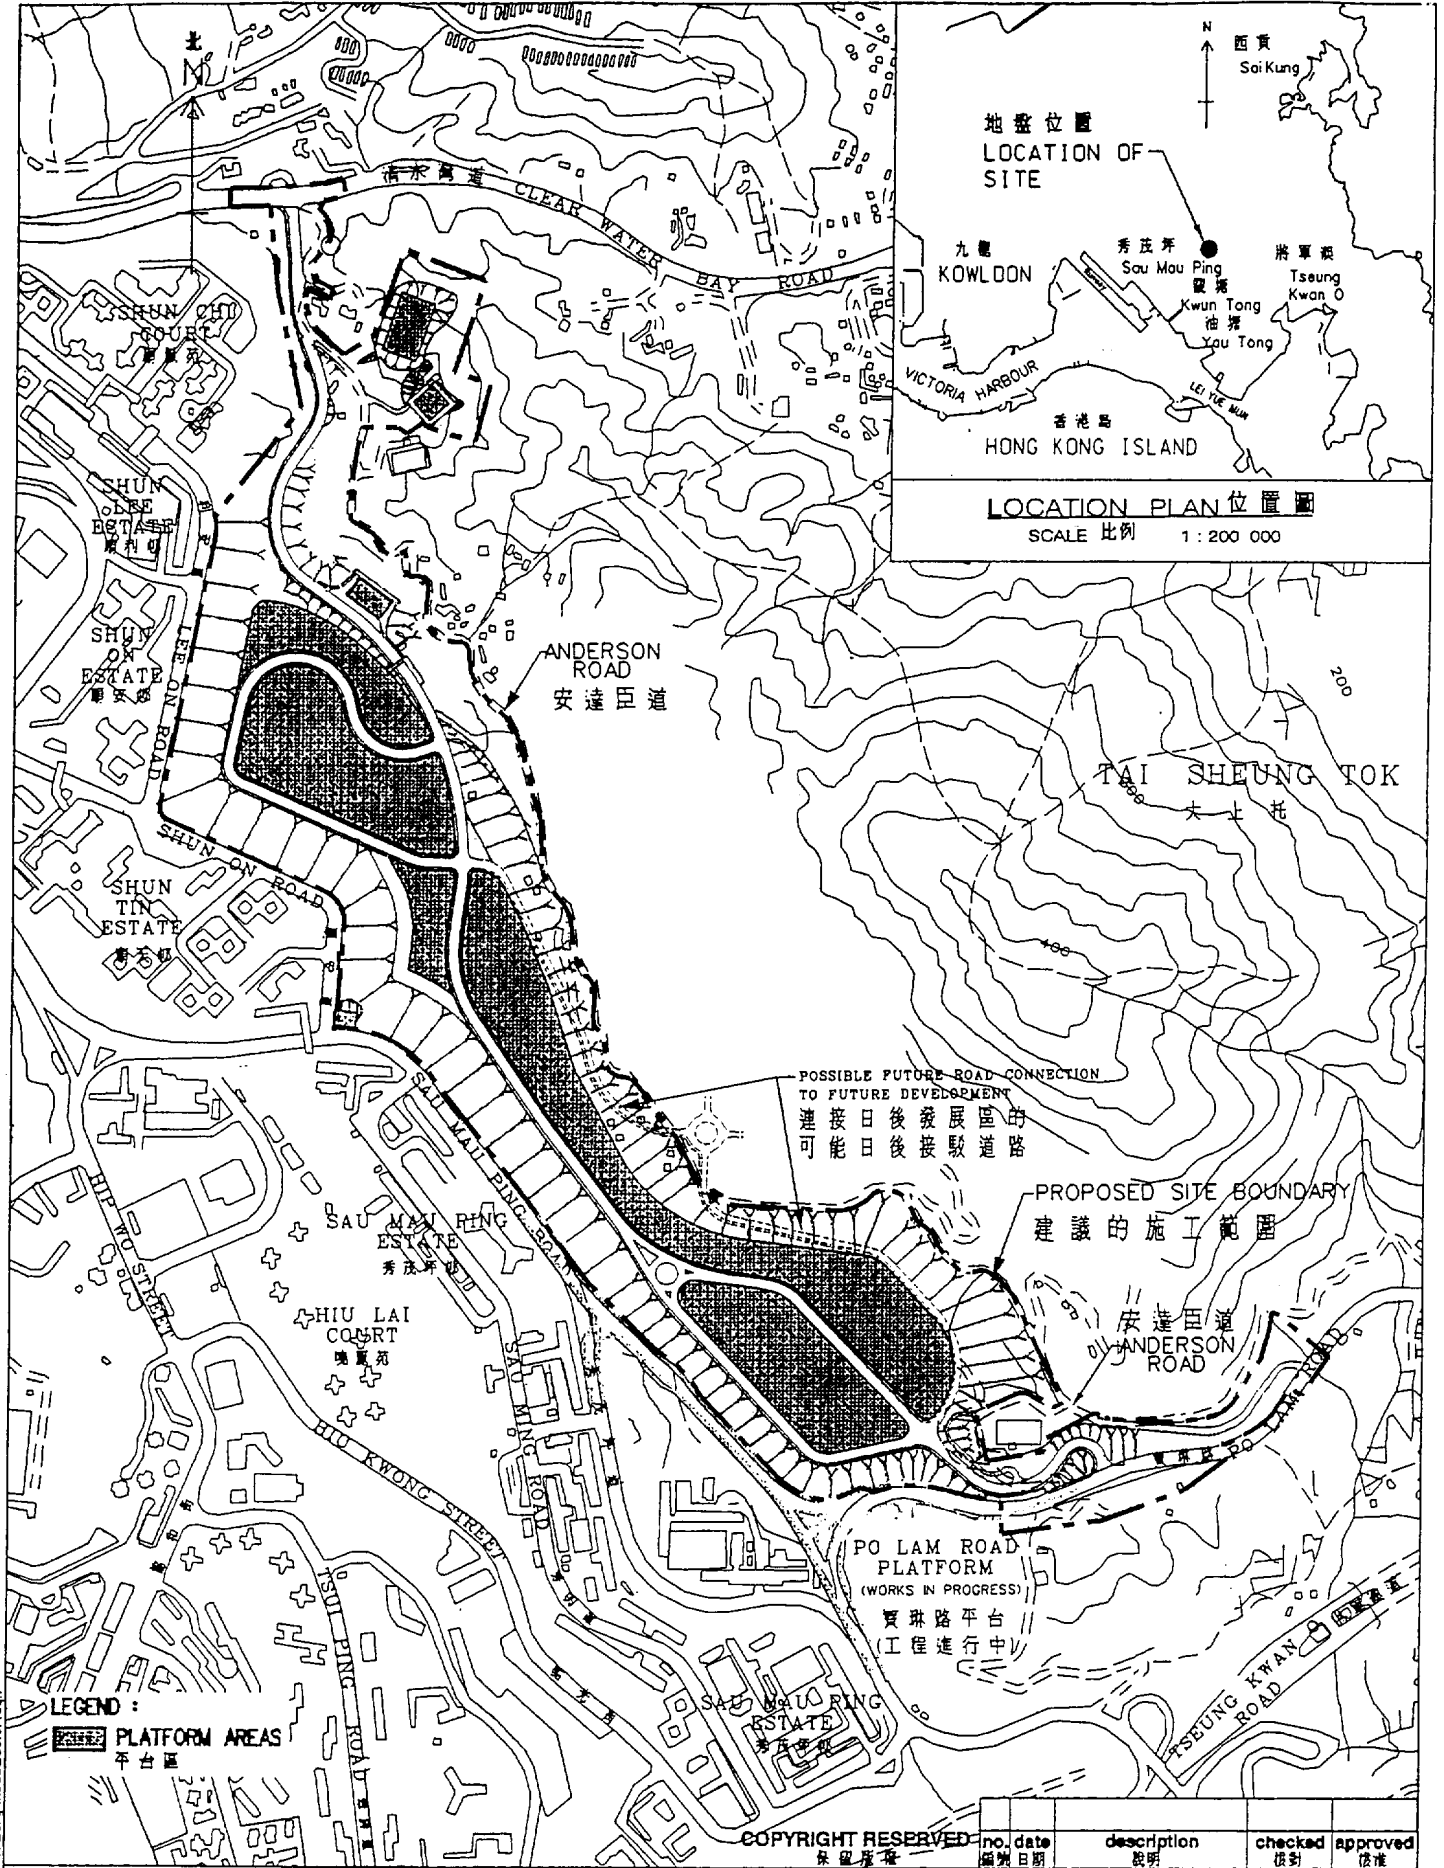 北
N
清水灣道 CLEAR WATER BAY ROAD
SHUN CHI
COURT
順緻苑
SHUN
LEE
ESTATE
順利邨
利安道 LEE ON ROAD
SHUN
ON
ESTATE
順安邨
SHUN ON ROAD
SHUN
TIN
ESTATE
順天邨
ANDERSON
ROAD
安達臣道
200
TAI SHEUNG TOK
大上托
400
POSSIBLE FUTURE ROAD CONNECTION
TO FUTURE DEVELOPMENT
連接日後發展區的
可能日後接駁道路
PROPOSED SITE BOUNDARY
建議的施工範圍
安達臣道
ANDERSON
ROAD
SAU MAU PING ROAD
SAU MAU PING
ESTATE
秀茂坪邨
HIP WO STREET
HIU LAI
COURT
曉麗苑
SAU MING ROAD
HIU KWONG STREET
TSUI PING ROAD
寶琳路 PO LAM ROAD
PO LAM ROAD
PLATFORM
(WORKS IN PROGRESS)
寶琳路平台
(工程進行中)
SAU MAU PING
ESTATE
秀茂坪邨
TSEUNG KWAN
ROAD
LEGEND :
PLATFORM AREAS
平台區
N
西貢
Sai Kung
地盤位置
LOCATION OF
SITE
九龍
KOWLOON
秀茂坪
Sau Mau Ping
觀塘
Kwun Tong
油塘
Yau Tong
將軍澳
Tseung
Kwan O
VICTORIA HARBOUR
LEI YUE MUN
香港島
HONG KONG ISLAND
LOCATION PLAN 位置圖
SCALE 比例 1 : 200 000
COPYRIGHT RESERVED
保留版權
no. date description checked approved
編號 日期 說明 核對 核准